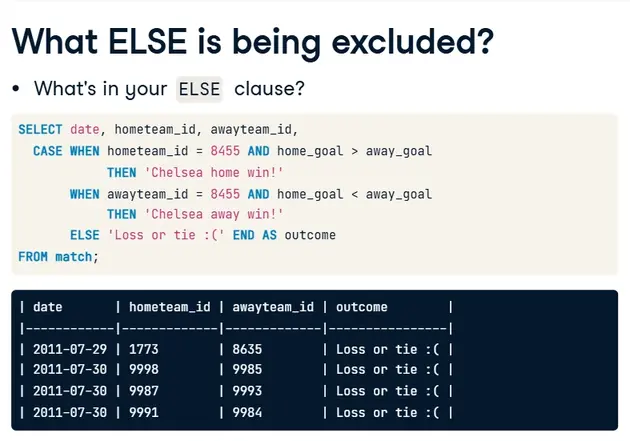 What ELSE is being excluded?
• What's in your ELSE clause?
SELECT date, hometeam_id, awayteam_id,
CASE WHEN hometeam_id = 8455 AND home_goal > away_goal
THEN 'Chelsea home win!'
WHEN awayteam_id = 8455 AND home_goal < away_goal
THEN 'Chelsea away win!'
ELSE 'Loss or tie :(' END AS outcome
FROM match;
| date | hometeam_id | awayteam_id | outcome |
|------------|-------------|-------------|----------------|
| 2011-07-29 | 1773 | 8635 | Loss or tie :( |
| 2011-07-30 | 9998 | 9985 | Loss or tie :( |
| 2011-07-30 | 9987 | 9993 | Loss or tie :( |
| 2011-07-30 | 9991 | 9984 | Loss or tie :( |